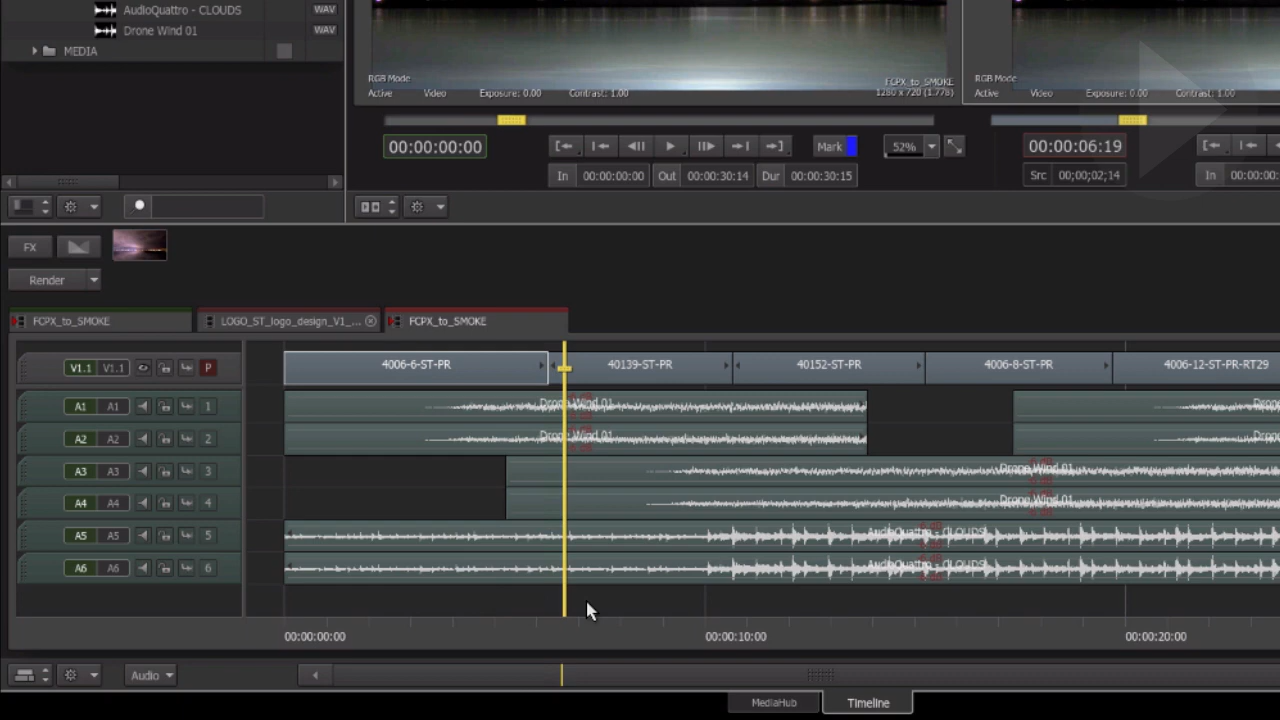 AudioQuattro - CLOUDS WAV
Drone Wind 01 WAV
MEDIA
RGB Mode
Active Video Exposure: 0.00 Contrast: 1.00
FCPX_to_SMOKE
1280 x 720 (1.778)
RGB Mode
Active Video Exposure: 0.00 Contrast: 1.00
00:00:00:00
Mark
52%
00:00:06:19
In 00:00:00:00 Out 00:00:30:14 Dur 00:00:30:15
Src 00;00;02;14
In 00:00:00:
FX
Render
FCPX_to_SMOKE
LOGO_ST_logo_design_V1_...
FCPX_to_SMOKE
V1.1 V1.1 P
4006-6-ST-PR
40139-ST-PR
40152-ST-PR
4006-8-ST-PR
4006-12-ST-PR-RT29
A1 A1 1
Drone Wind 01
Drone
A2 A2 2
Drone Wind 01
Drone
A3 A3 3
Drone Wind 01
A4 A4 4
Drone Wind 01
A5 A5 5
AudioQuattro - CLOUDS
A6 A6 6
AudioQuattro - CLOUDS
00:00:00:00
00:00:10:00
00:00:20:00
Audio
MediaHub
Timeline